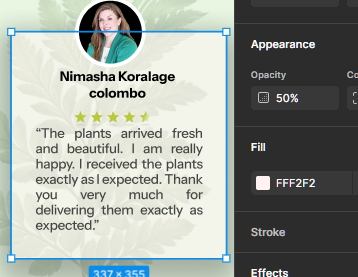 Nimasha Koralage
colombo
“The plants arrived fresh
and beautiful. I am really
happy. I received the plants
exactly as I expected. Thank
you very much for
delivering them exactly as
expected.”
337 × 355
Appearance
Opacity
50%
Fill
FFF2F2
Stroke
Effects